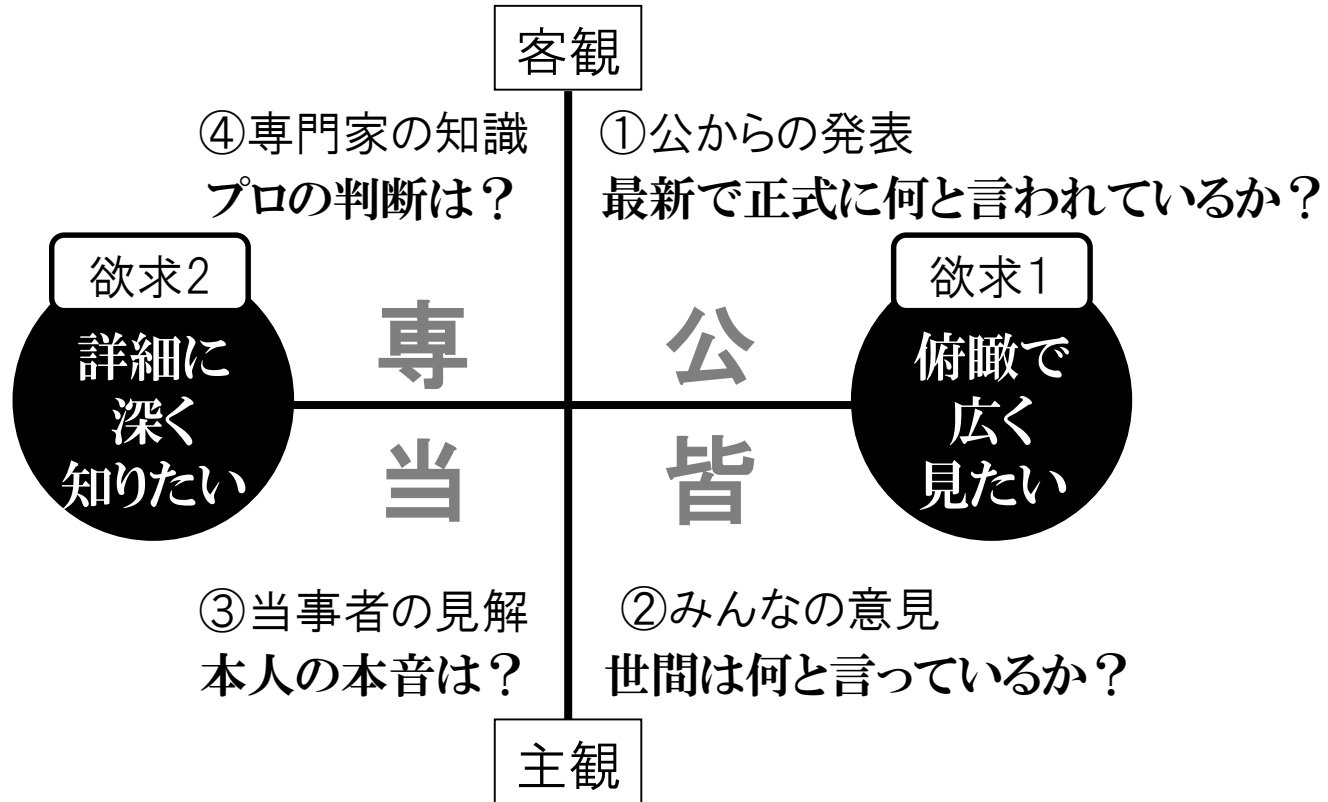 客観
④専門家の知識
プロの判断は？
①公からの発表
最新で正式に何と言われているか？
欲求2
詳細に
深く
知りたい
専
公
欲求1
俯瞰で
広く
見たい
当
皆
③当事者の見解
本人の本音は？
②みんなの意見
世間は何と言っているか？
主観